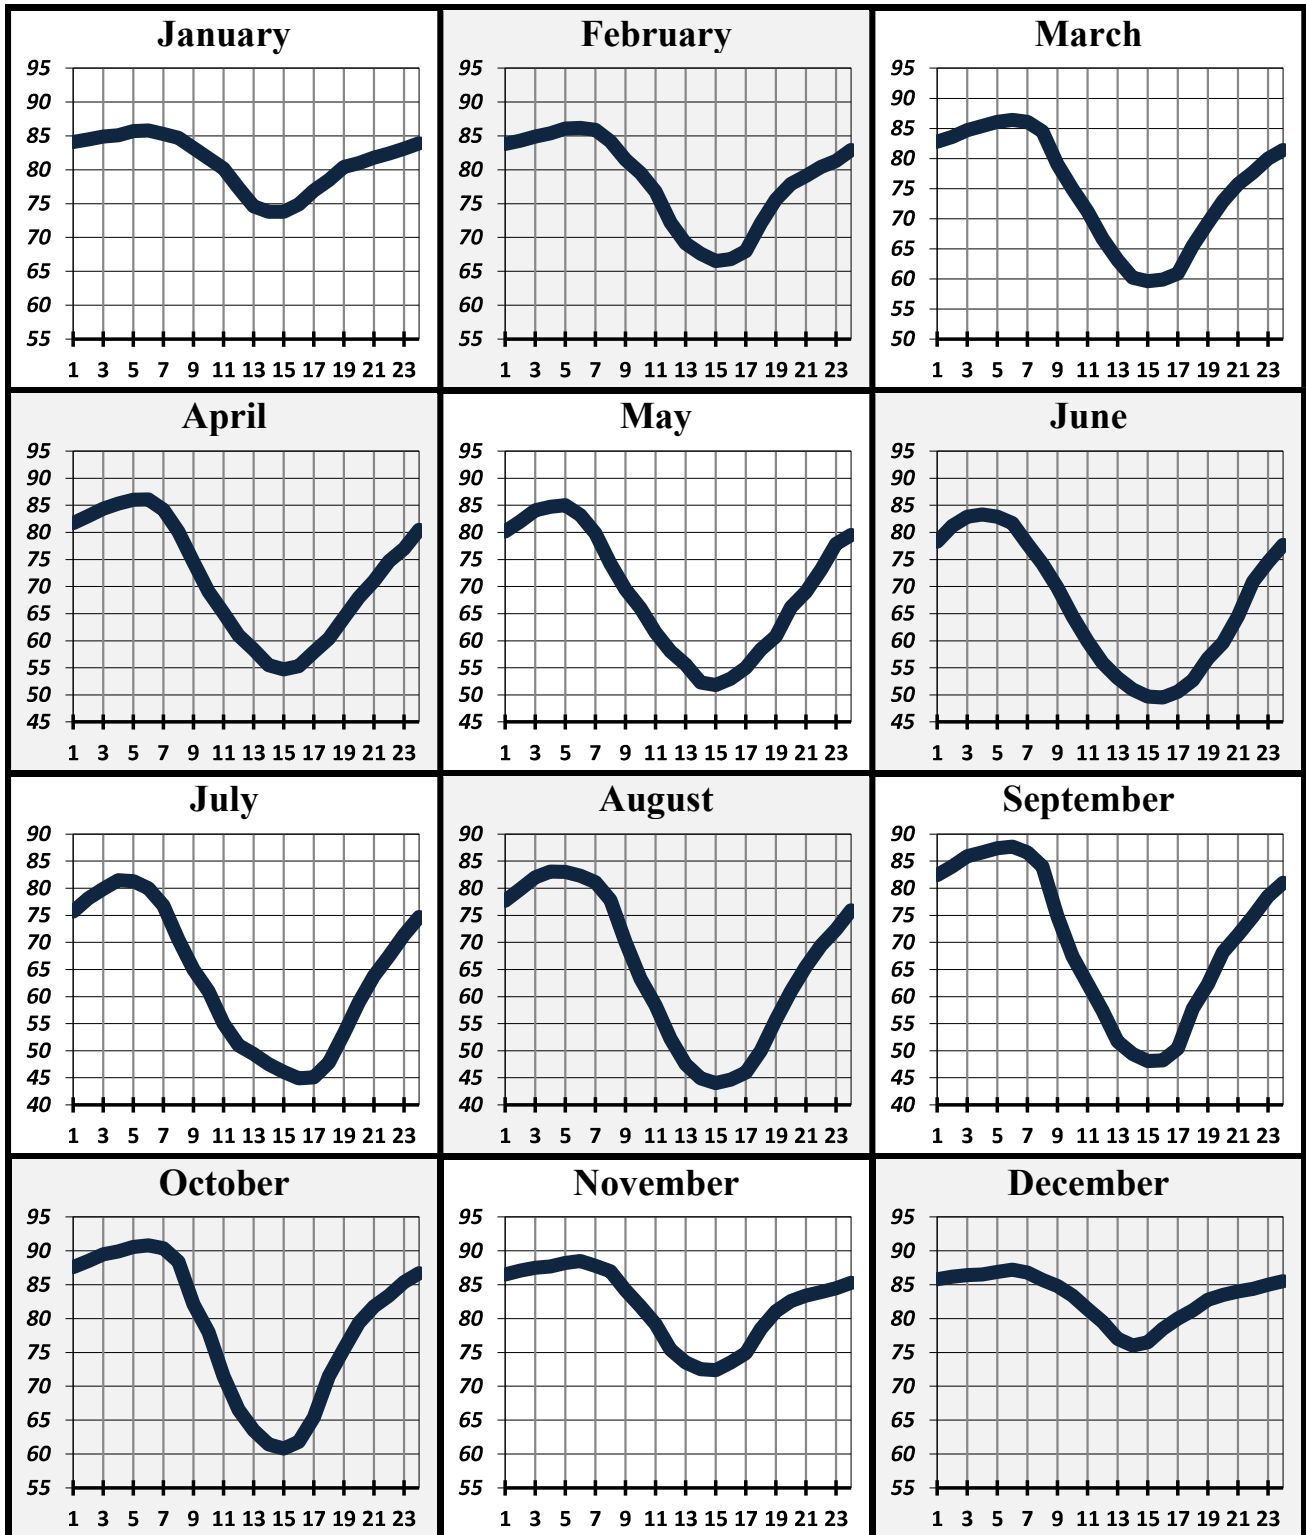 January February March
95 95 95
90 90 90
85 85 85
80 80 80
75 75 75
70 70 70
65 65 65
60 60 60
55 55 55
50
1 3 5 7 9 11 13 15 17 19 21 23 1 3 5 7 9 11 13 15 17 19 21 23 1 3 5 7 9 11 13 15 17 19 21 23
April May June
95 95 95
90 90 90
85 85 85
80 80 80
75 75 75
70 70 70
65 65 65
60 60 60
55 55 55
50 50 50
45 45 45
1 3 5 7 9 11 13 15 17 19 21 23 1 3 5 7 9 11 13 15 17 19 21 23 1 3 5 7 9 11 13 15 17 19 21 23
July August September
90 90 90
85 85 85
80 80 80
75 75 75
70 70 70
65 65 65
60 60 60
55 55 55
50 50 50
45 45 45
40 40 40
1 3 5 7 9 11 13 15 17 19 21 23 1 3 5 7 9 11 13 15 17 19 21 23 1 3 5 7 9 11 13 15 17 19 21 23
October November December
95 95 95
90 90 90
85 85 85
80 80 80
75 75 75
70 70 70
65 65 65
60 60 60
55 55 55
1 3 5 7 9 11 13 15 17 19 21 23 1 3 5 7 9 11 13 15 17 19 21 23 1 3 5 7 9 11 13 15 17 19 21 23